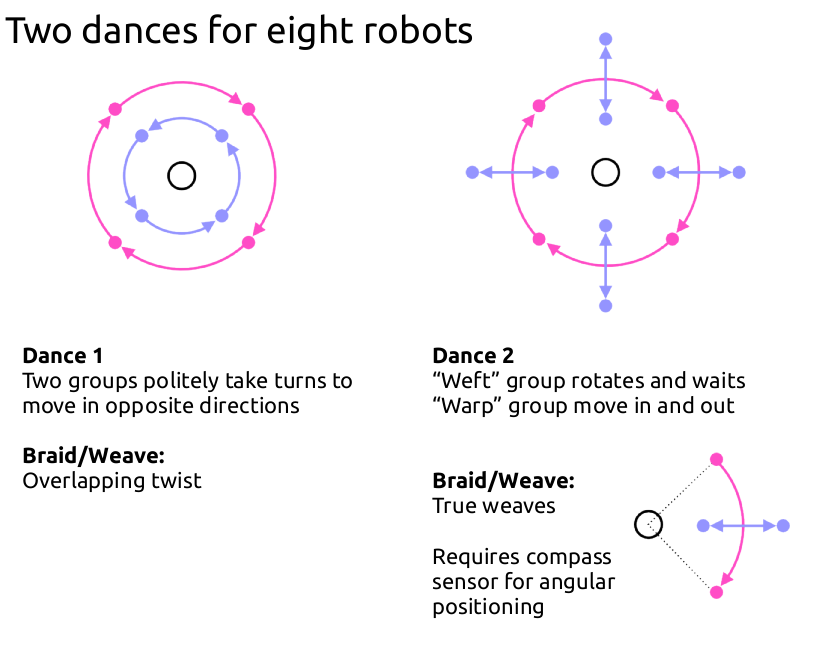 Two dances for eight robots
Dance 1
Two groups politely take turns to
move in opposite directions
Braid/Weave:
Overlapping twist
Dance 2
“Weft” group rotates and waits
“Warp” group move in and out
Braid/Weave:
True weaves
Requires compass
sensor for angular
positioning